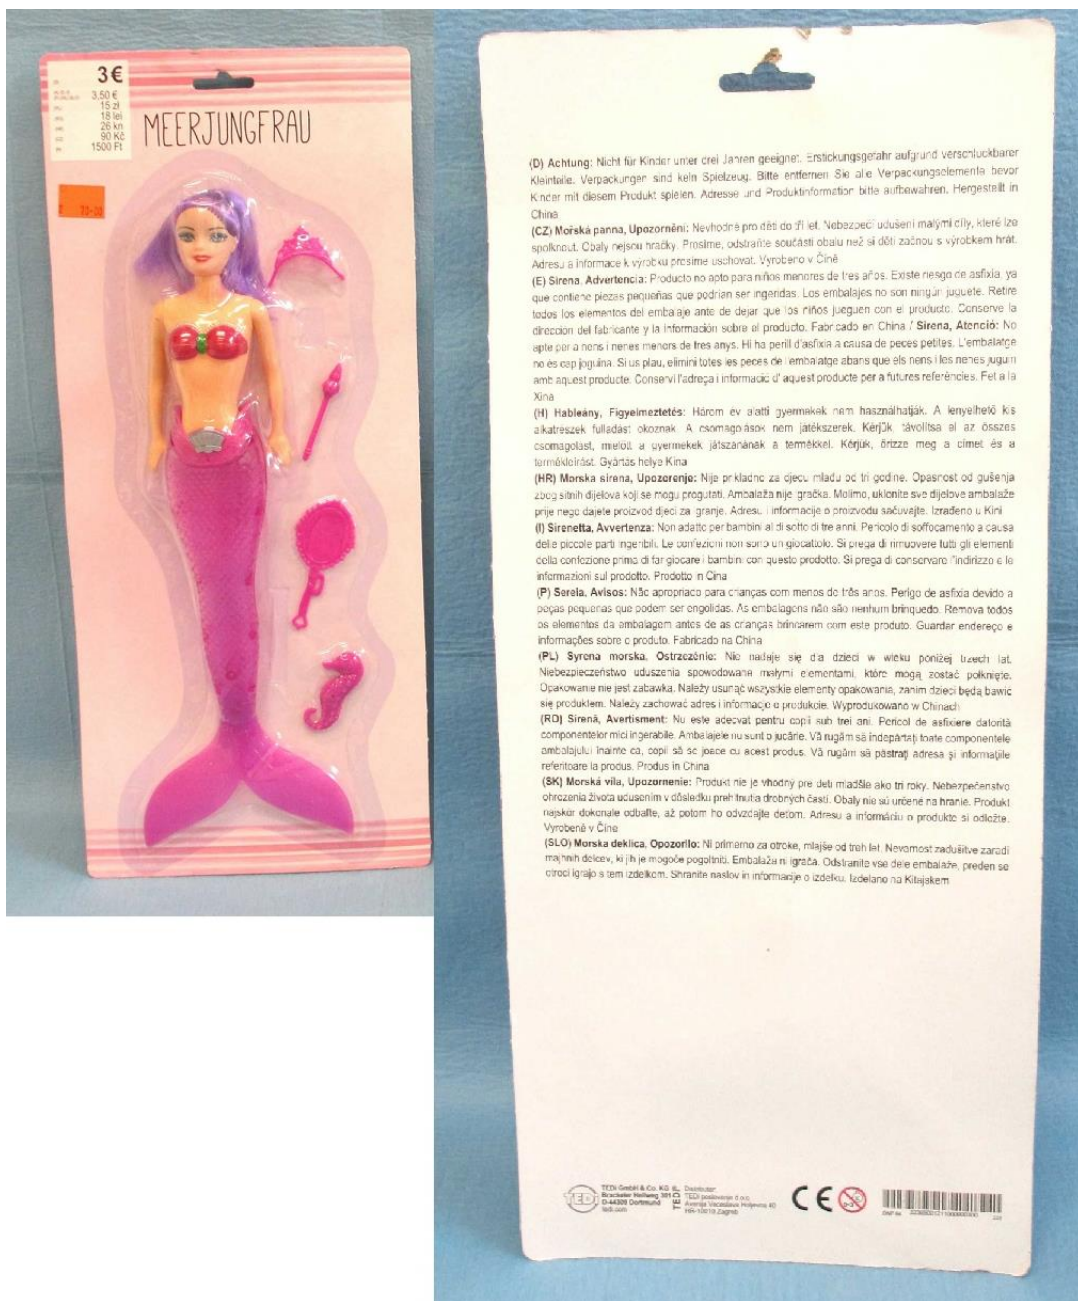 3€
3,50 €
15 zł
18 lei
26 kn
90 Kč
1500 Ft
MEERJUNGFRAU
(D) Achtung: Nicht für Kinder unter drei Jahren geeignet. Erstickungsgefahr aufgrund verschluckbarer
Kleinteile. Verpackungen sind kein Spielzeug. Bitte entfernen Sie alle Verpackungselemente bevor
Kinder mit diesem Produkt spielen. Adresse und Produktinformation bitte aufbewahren. Hergestellt in
China
(CZ) Mořská panna, Upozornění: Nevhodné pro děti do tří let. Nebezpečí udušení malými díly, které lze
spolknout. Obaly nejsou hračky. Prosíme, odstraňte součásti obalu než si děti začnou s výrobkem hrát.
Adresu a informace k výrobku prosíme uschovat. Vyrobeno v Číně
(E) Sirena, Advertencia: Producto no apto para niños menores de tres años. Existe riesgo de asfixia, ya
que contiene piezas pequeñas que podrían ser ingeridas. Los embalajes no son ningún juguete. Retire
todos los elementos del embalaje ante de dejar que los niños jueguen con el producto. Conserve la
dirección del fabricante y la información sobre el producto. Fabricado en China / Sirena, Atenció: No
apte per a nens i nenes menors de tres anys. Hi ha perill d'asfixia a causa de peces petites. L'embalatge
no és cap joguina. Si us plau, elimini totes les peces de l'embalatge abans que els nens i les nenes juguin
amb aquest producte. Conservi l'adreça i informació d' aquest producte per a futures referències. Fet a la
Xina
(H) Hableány, Figyelmeztetés: Három év alatti gyermekek nem használhatják. A lenyelhető kis
alkatrészek fulladást okoznak. A csomagolások nem játékszerek. Kérjük, távolítsa el az összes
csomagolást, mielőtt a gyermekek játszanának a termékkel. Kérjük, őrizze meg a címet és a
termékleírást. Gyártás helye Kína
(HR) Morska sirena, Upozorenje: Nije prikladno za djecu mlađu od tri godine. Opasnost od gušenja
zbog sitnih dijelova koji se mogu progutati. Ambalaža nije igračka. Molimo, uklonite sve dijelove ambalaže
prije nego dajete proizvod djeci za igranje. Adresu i informacije o proizvodu sačuvajte. Izrađeno u Kini
(I) Sirenetta, Avvertenza: Non adatto per bambini al di sotto di tre anni. Pericolo di soffocamento a causa
delle piccole parti ingeribili. Le confezioni non sono un giocattolo. Si prega di rimuovere tutti gli elementi
della confezione prima di far giocare i bambini con questo prodotto. Si prega di conservare l'indirizzo e le
informazioni sul prodotto. Prodotto in Cina
(P) Sereia, Avisos: Não apropriado para crianças com menos de três anos. Perigo de asfixia devido a
peças pequenas que podem ser engolidas. As embalagens não são nenhum brinquedo. Remova todos
os elementos da embalagem antes de as crianças brincarem com este produto. Guardar endereço e
informações sobre o produto. Fabricado na China
(PL) Syrena morska, Ostrzeżenie: Nie nadaje się dla dzieci w wieku poniżej trzech lat.
Niebezpieczeństwo uduszenia spowodowane małymi elementami, które mogą zostać połknięte.
Opakowanie nie jest zabawką. Należy usunąć wszystkie elementy opakowania, zanim dzieci będą bawić
się produktem. Należy zachować adres i informacje o produkcie. Wyprodukowano w Chinach
(RO) Sirenă, Avertisment: Nu este adecvat pentru copii sub trei ani. Pericol de asfixiere datorită
componentelor mici ingerabile. Ambalajele nu sunt o jucărie. Vă rugăm să îndepărtați toate componentele
ambalajului înainte ca, copii să se joace cu acest produs. Vă rugăm să păstrați adresa și informațiile
referitoare la produs. Produs in China
(SK) Morská víla, Upozornenie: Produkt nie je vhodný pre deti mladšie ako tri roky. Nebezpečenstvo
ohrozenia života udusením v dôsledku prehltnutia drobných častí. Obaly nie sú určené na hranie. Produkt
najskôr dokonale odbaľte, až potom ho odvzdajte deťom. Adresu a informáciu o produkte si odložte.
Vyrobené v Číne
(SLO) Morska deklica, Opozorilo: Ni primerno za otroke, mlajše od treh let. Nevarnost zadušitve zaradi
majhnih delcev, ki jih je mogoče pogoltniti. Embalaža ni igrača. Odstranite vse dele embalaže, preden se
otroci igrajo s tem izdelkom. Shranite naslov in informacije o izdelku. Izdelano na Kitajskem
TEDi
TEDi GmbH & Co. KG
Brackeler Hellweg 301
D-44309 Dortmund
tedi.com
Distributer:
TEDi poslovanje d.o.o.
Avenija Većeslava Holjevca 40
HR-10010 Zagreb
CE
0-3